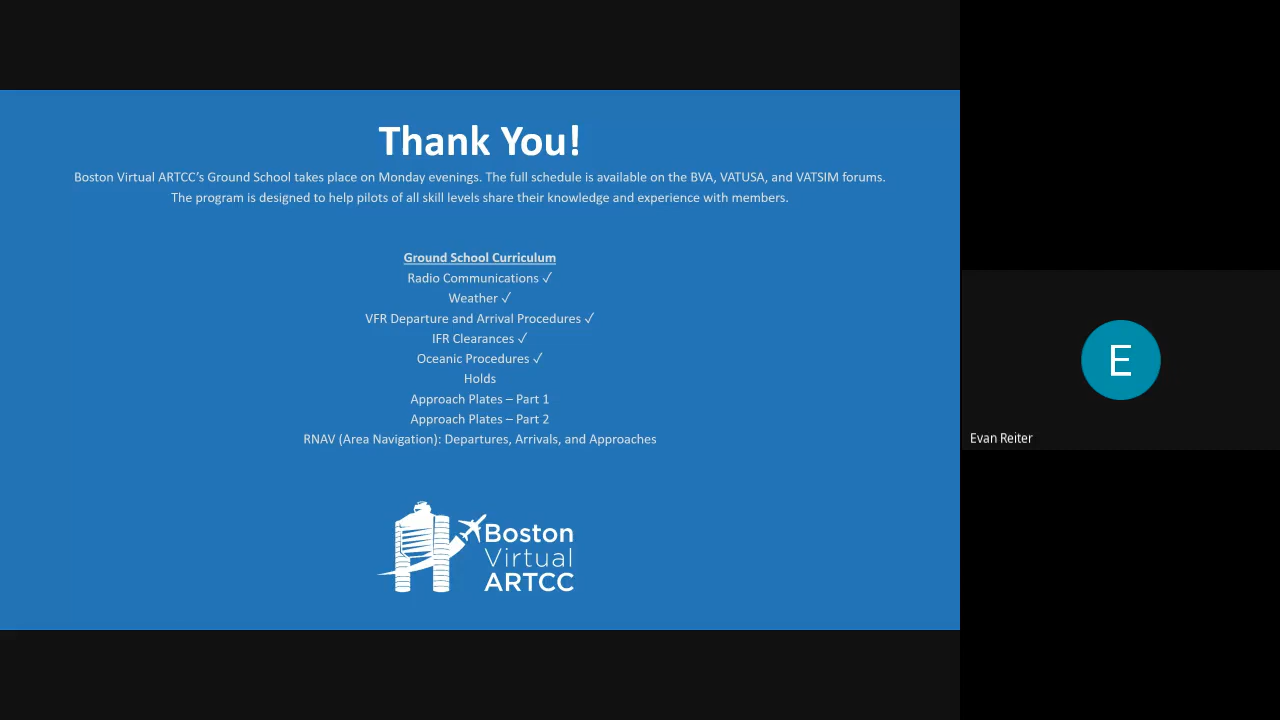 Thank You!
Boston Virtual ARTCC’s Ground School takes place on Monday evenings. The full schedule is available on the BVA, VATUSA, and VATSIM forums.
The program is designed to help pilots of all skill levels share their knowledge and experience with members.
Ground School Curriculum
Radio Communications ✓
Weather ✓
VFR Departure and Arrival Procedures ✓
IFR Clearances ✓
Oceanic Procedures ✓
Holds
Approach Plates – Part 1
Approach Plates – Part 2
RNAV (Area Navigation): Departures, Arrivals, and Approaches
Boston
Virtual
ARTCC
E
Evan Reiter